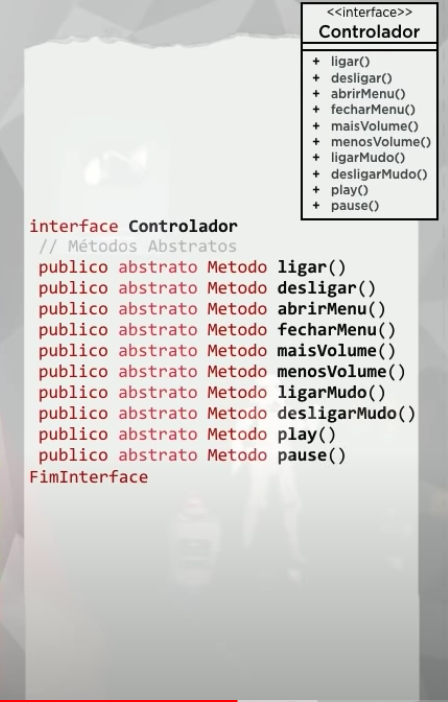 <<interface>>
Controlador
+ ligar()
+ desligar()
+ abrirMenu()
+ fecharMenu()
+ maisVolume()
+ menosVolume()
+ ligarMudo()
+ desligarMudo()
+ play()
+ pause()
interface Controlador
// Métodos Abstratos
publico abstrato Metodo ligar()
publico abstrato Metodo desligar()
publico abstrato Metodo abrirMenu()
publico abstrato Metodo fecharMenu()
publico abstrato Metodo maisVolume()
publico abstrato Metodo menosVolume()
publico abstrato Metodo ligarMudo()
publico abstrato Metodo desligarMudo()
publico abstrato Metodo play()
publico abstrato Metodo pause()
FimInterface